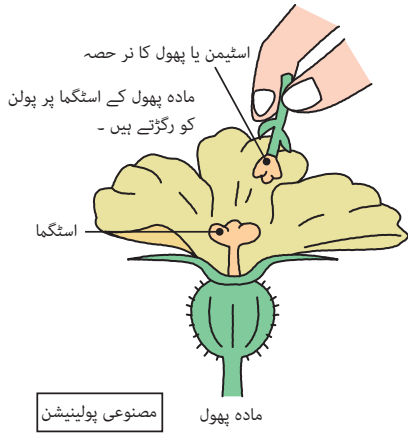 اسٹیمن یا پھول کا نر حصہ
مادہ پھول کے اسٹگما پر پولن
کو رگڑتے ہیں ۔
اسٹگما
مادہ پھول
مصنوعی پولینیشن